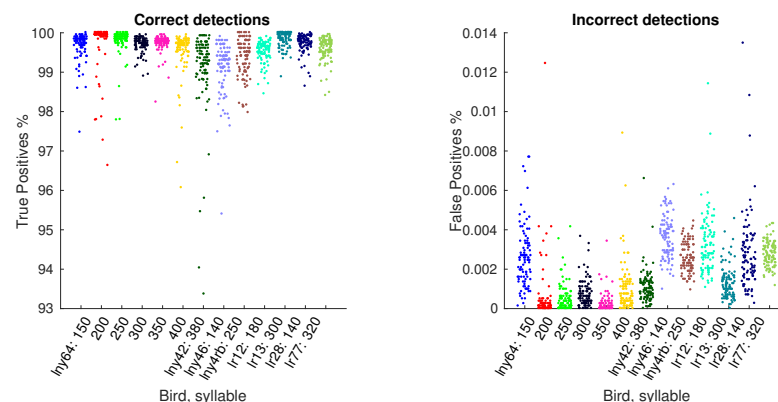 Correct detections
100
99
98
97
96
95
94
93
True Positives %
lny64: 150
200
250
300
350
400
lny42: 380
lny46: 140
lny4rb: 250
lr12: 180
lr13: 300
lr28: 140
lr77: 320
Bird, syllable
Incorrect detections
0.014
0.012
0.01
0.008
0.006
0.004
0.002
0
False Positives %
lny64: 150
200
250
300
350
400
lny42: 380
lny46: 140
lny4rb: 250
lr12: 180
lr13: 300
lr28: 140
lr77: 320
Bird, syllable